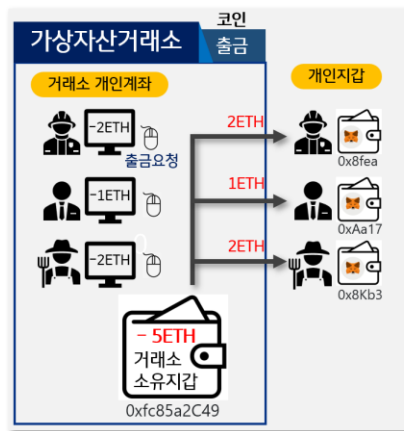 코인
가상자산거래소
출금
거래소 개인계좌
개인지갑
-2ETH
출금요청
2ETH
0x8fea
-1ETH
1ETH
0xAa17
-2ETH
2ETH
0x8Kb3
- 5ETH
거래소
소유지갑
0xfc85a2C49